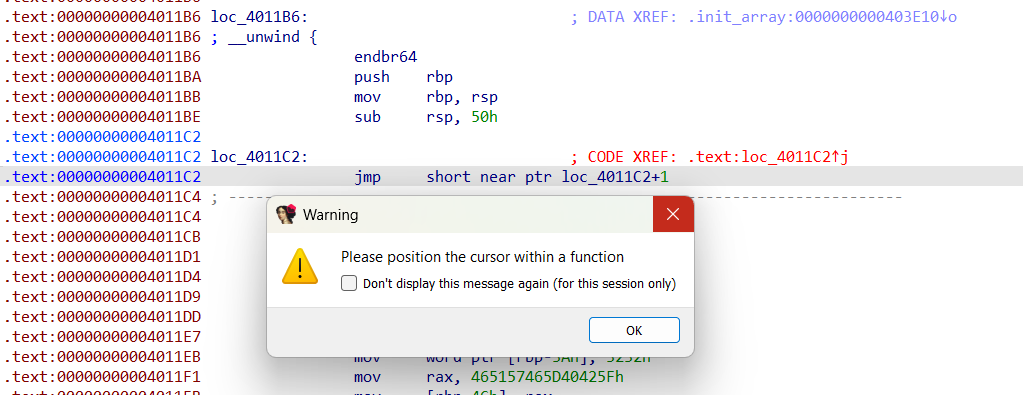 .text:00000000004011B6 loc_4011B6: ; DATA XREF: .init_array:0000000000403E10↓o
.text:00000000004011B6 ; __unwind {
.text:00000000004011B6 endbr64
.text:00000000004011BA push rbp
.text:00000000004011BB mov rbp, rsp
.text:00000000004011BE sub rsp, 50h
.text:00000000004011C2
.text:00000000004011C2 loc_4011C2: ; CODE XREF: .text:loc_4011C2↑j
.text:00000000004011C2 jmp short near ptr loc_4011C2+1
.text:00000000004011C4 ; ---------------------------------------------------------------------------
.text:00000000004011C4
.text:00000000004011CB
.text:00000000004011D1
.text:00000000004011D4
.text:00000000004011D9
.text:00000000004011DD
.text:00000000004011E7
.text:00000000004011EB mov word ptr [rbp-3Ah], 5252h
.text:00000000004011F1 mov rax, 465157465D40425Fh
Warning
Please position the cursor within a function
Don't display this message again (for this session only)
OK